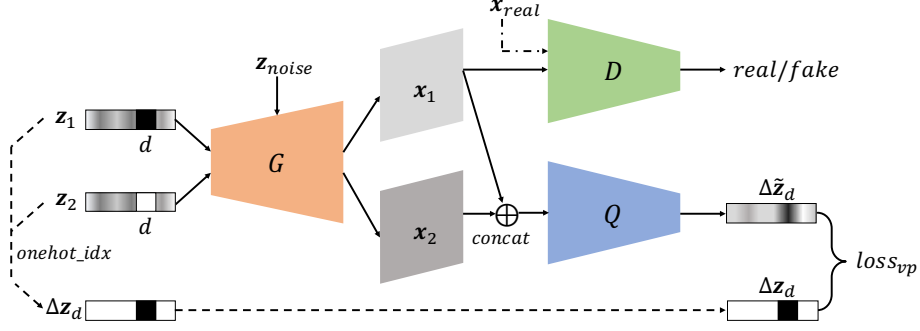 x_real
z_noise
x_1
D
real/fake
z_1
d
G
z_2
d
x_2
concat
Q
Δz̃_d
onehot_idx
loss_vp
Δz_d
Δz_d